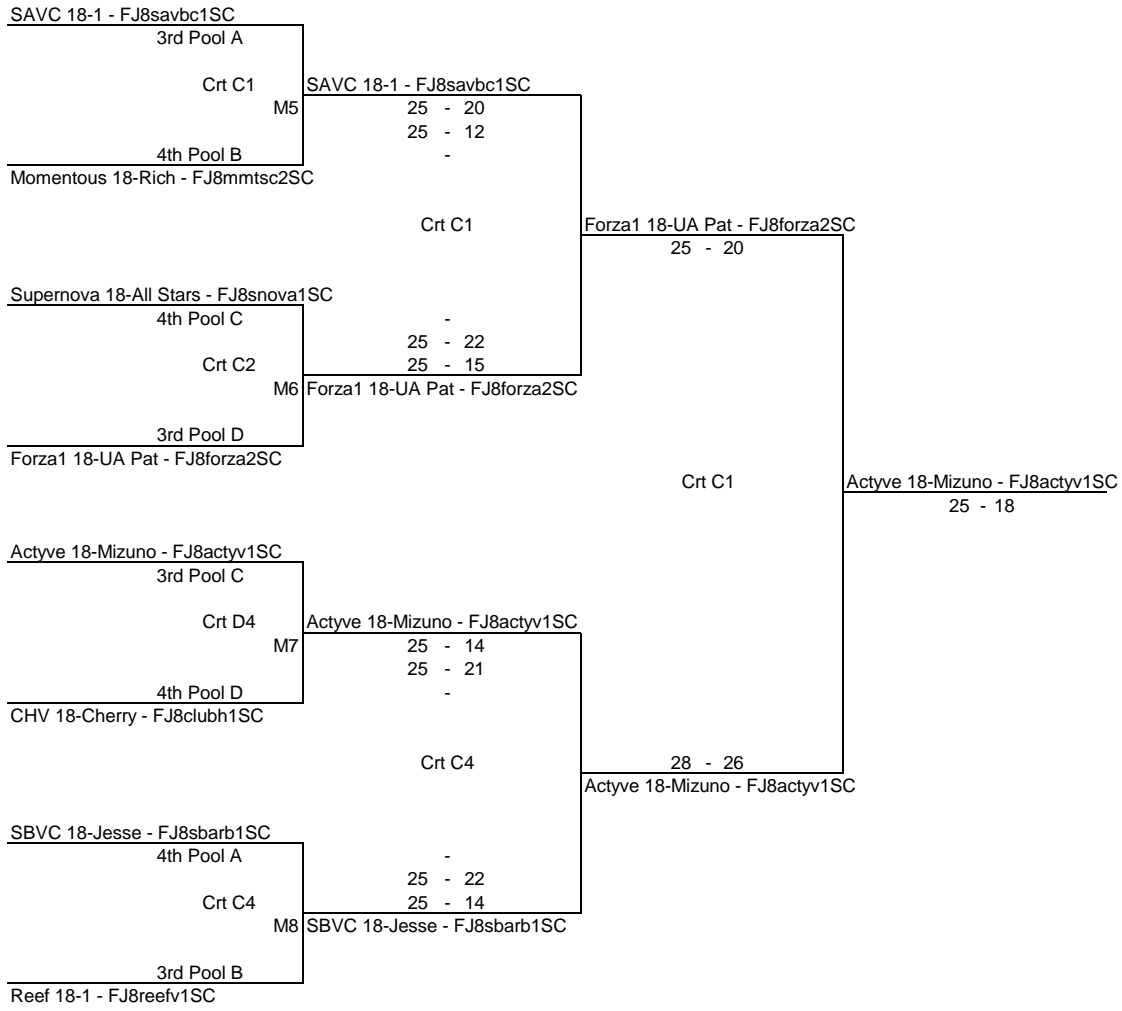 SAVC 18-1 - FJ8savbc1SC
3rd Pool A
Crt C1
SAVC 18-1 - FJ8savbc1SC
M5
25 - 20
25 - 12
4th Pool B
-
Momentous 18-Rich - FJ8mmtsc2SC
Crt C1
Forza1 18-UA Pat - FJ8forza2SC
25 - 20
Supernova 18-All Stars - FJ8snova1SC
4th Pool C
-
25 - 22
Crt C2
25 - 15
M6
Forza1 18-UA Pat - FJ8forza2SC
3rd Pool D
Forza1 18-UA Pat - FJ8forza2SC
Crt C1
Actyve 18-Mizuno - FJ8actyv1SC
25 - 18
Actyve 18-Mizuno - FJ8actyv1SC
3rd Pool C
Crt D4
Actyve 18-Mizuno - FJ8actyv1SC
M7
25 - 14
25 - 21
4th Pool D
-
CHV 18-Cherry - FJ8clubh1SC
Crt C4
28 - 26
Actyve 18-Mizuno - FJ8actyv1SC
SBVC 18-Jesse - FJ8sbarb1SC
4th Pool A
-
25 - 22
Crt C4
25 - 14
M8
SBVC 18-Jesse - FJ8sbarb1SC
3rd Pool B
Reef 18-1 - FJ8reefv1SC